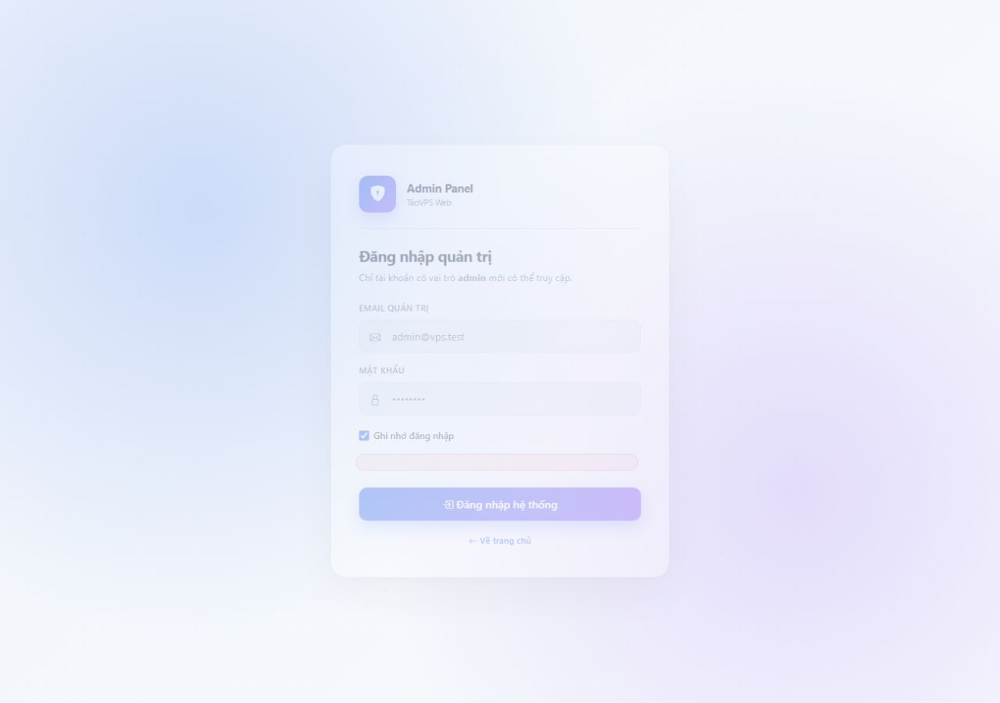 Admin Panel
TáoVPS Web
Đăng nhập quản trị
Chỉ tài khoản có vai trò admin mới có thể truy cập.
EMAIL QUẢN TRỊ
admin@vps.test
MẬT KHẨU
••••••••
Ghi nhớ đăng nhập
Đăng nhập hệ thống
← Về trang chủ